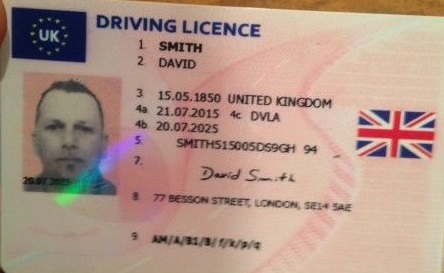 UK
DRIVING LICENCE
1 SMITH
2 DAVID
3 15.05.1850 UNITED KINGDOM
4a 21.07.2015 4c DVLA
4b 20.07.2025
5 SMITH515005DS9GH 94
7 David Smith
8 77 BESSON STREET, LONDON, SE14 5AE
9 AM/A/B1/B/f/k/p/q
20.07.2025